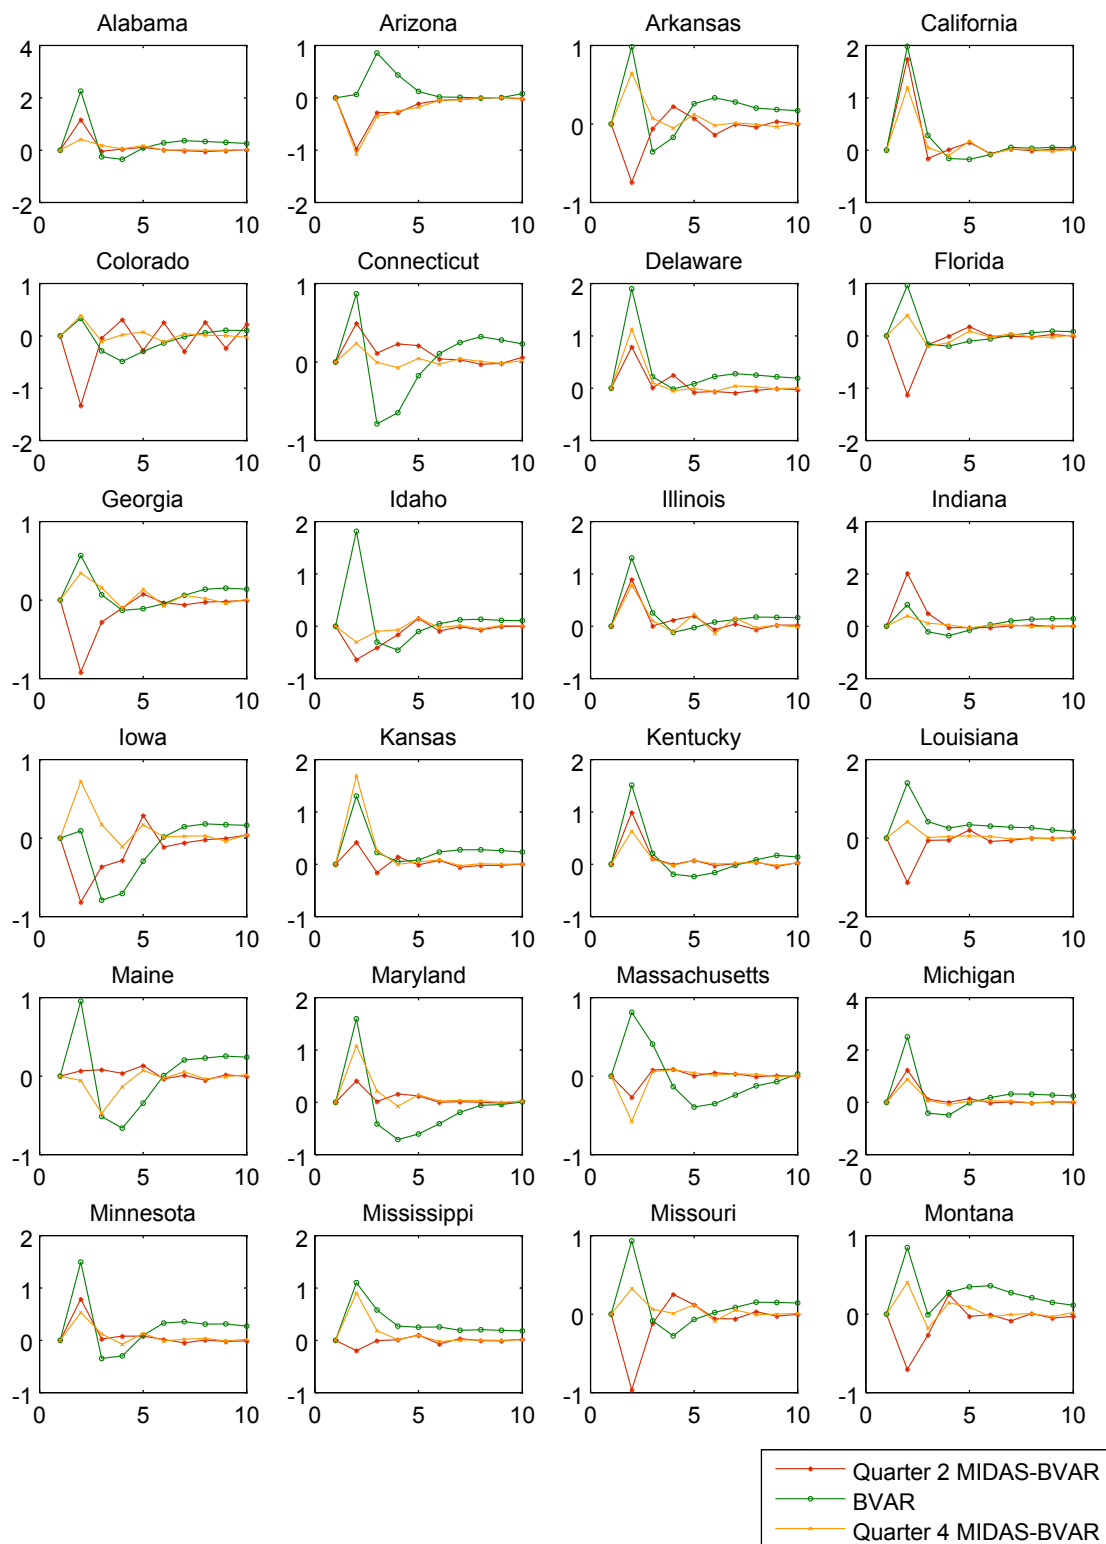 Alabama Arizona Arkansas California
4 1 1 2
2 0 0 1
0 -1 0
-2 -2 -1 -1
0 5 10 0 5 10 0 5 10 0 5 10
Colorado Connecticut Delaware Florida
1 1 2 1
0 0 1 0
-1 0 -1
-2 -1 -1 -2
0 5 10 0 5 10 0 5 10 0 5 10
Georgia Idaho Illinois Indiana
1 2 2 4
0 1 1 2
0 0 0
-1 -1 -1 -2
0 5 10 0 5 10 0 5 10 0 5 10
Iowa Kansas Kentucky Louisiana
1 2 2 2
0 1 1 0
0 0
-1 -1 -1 -2
0 5 10 0 5 10 0 5 10 0 5 10
Maine Maryland Massachusetts Michigan
1 2 1 4
0 1 0 2
0 0
-1 -1 -1 -2
0 5 10 0 5 10 0 5 10 0 5 10
Minnesota Mississippi Missouri Montana
2 2 1 1
1 1 0 0
0 0
-1 -1 -1 -1
0 5 10 0 5 10 0 5 10 0 5 10
Quarter 2 MIDAS-BVAR
BVAR
Quarter 4 MIDAS-BVAR